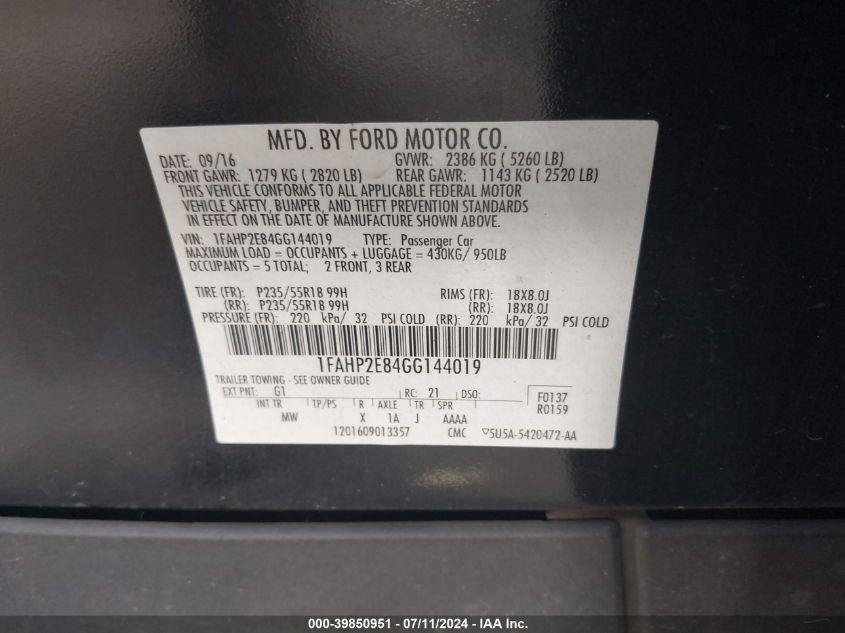 MFD. BY FORD MOTOR CO.
DATE: 09/16 GVWR: 2386 KG ( 5260 LB)
FRONT GAWR: 1279 KG ( 2820 LB) REAR GAWR: 1143 KG ( 2520 LB)
THIS VEHICLE CONFORMS TO ALL APPLICABLE FEDERAL MOTOR
VEHICLE SAFETY, BUMPER, AND THEFT PREVENTION STANDARDS
IN EFFECT ON THE DATE OF MANUFACTURE SHOWN ABOVE.
VIN: 1FAHP2E84GG144019 TYPE: Passenger Car
MAXIMUM LOAD = OCCUPANTS + LUGGAGE = 430KG/ 950LB
OCCUPANTS = 5 TOTAL; 2 FRONT, 3 REAR
TIRE (FR): P235/55R18 99H RIMS (FR): 18X8.0J
(RR): P235/55R18 99H (RR): 18X8.0J
PRESSURE (FR): 220 kPa/ 32 PSI COLD (RR): 220 kPa/ 32 PSI COLD
1FAHP2E84GG144019
TRAILER TOWING - SEE OWNER GUIDE
EXT PNT: G1 RC: 21 DSO: F0137
INT TR TP/PS R AXLE TR SPR R0159
MW X 1A J AAAA
1201609013357 CMC ▽5U5A-5420472-AA
000-39850951 - 07/11/2024 - IAA Inc.